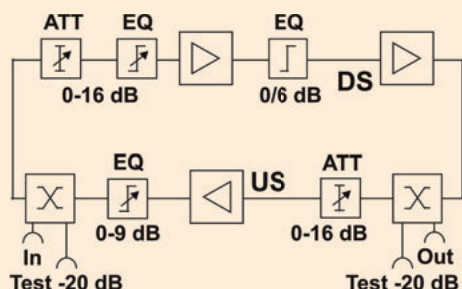 ATT EQ EQ
0-16 dB 0/6 dB DS
EQ US ATT
0-9 dB 0-16 dB
In Out
Test -20 dB Test -20 dB